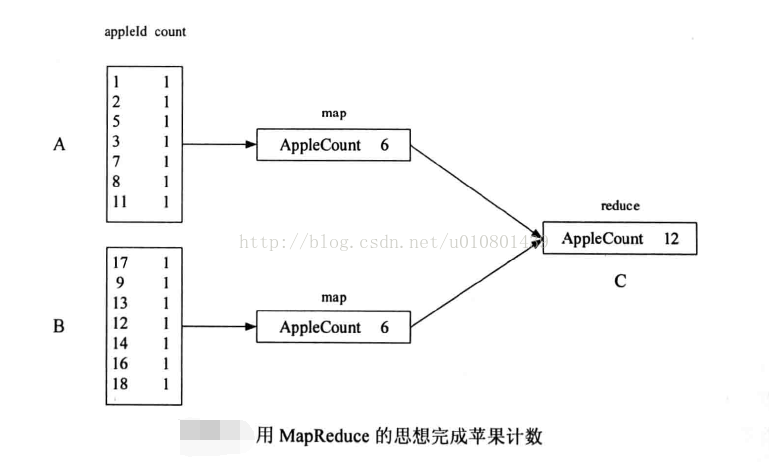 appleId count
1 1
2 1
5 1
3 1
7 1
8 1
11 1
A
map
AppleCount 6
17 1
9 1
13 1
12 1
14 1
16 1
18 1
B
map
AppleCount 6
reduce
AppleCount 12
C
http://blog.csdn.net/u0108014
用 MapReduce 的思想完成苹果计数